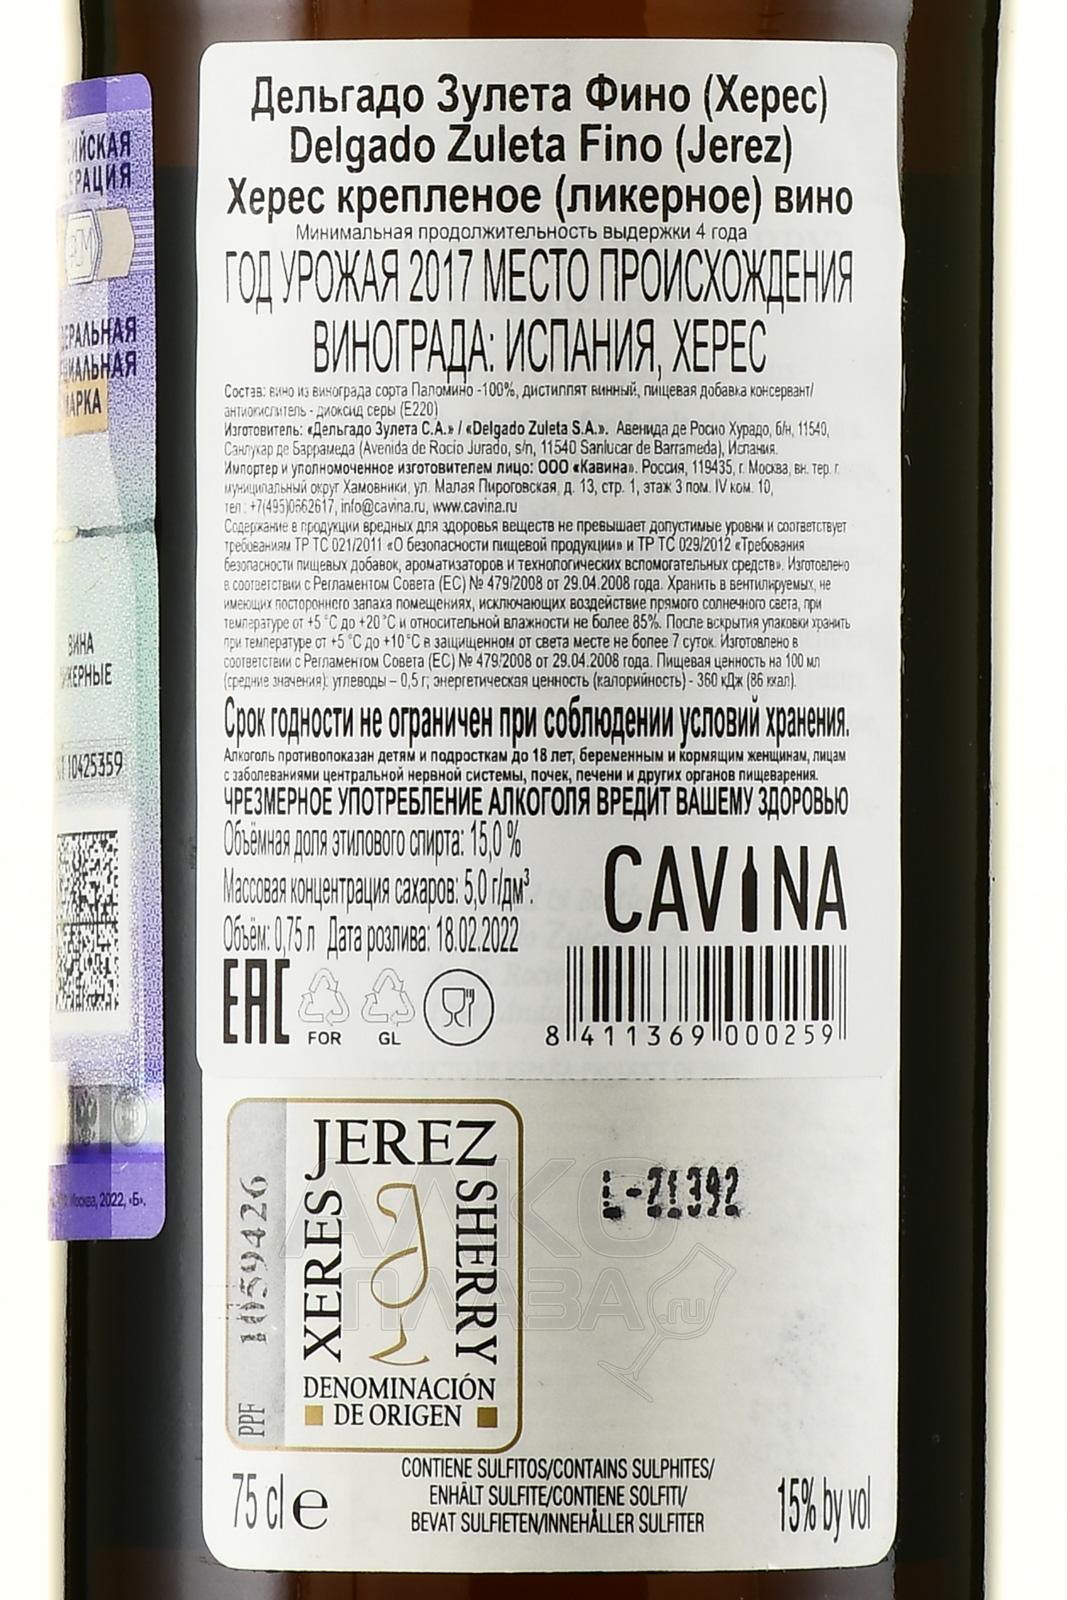 Дельгадо Зулета Фино (Херес)
Delgado Zuleta Fino (Jerez)
Херес крепленое (ликерное) вино
Минимальная продолжительность выдержки 4 года
ГОД УРОЖАЯ 2017 МЕСТО ПРОИСХОЖДЕНИЯ
ВИНОГРАДА: ИСПАНИЯ, ХЕРЕС
Состав: вино из винограда сорта Паломино -100%, дистиллят винный, пищевая добавка консервант/
антиокислитель - диоксид серы (Е220)
Изготовитель: «Дельгадо Зулета С.А.» / «Delgado Zuleta S.A.». Авенида де Росио Хурадо, б/н, 11540,
Санлукар де Баррамеда (Avenida de Rocio Jurado, s/n, 11540 Sanlucar de Barrameda), Испания.
Импортер и уполномоченное изготовителем лицо: ООО «Кавина». Россия, 119435, г. Москва, вн. тер. г.
муниципальный округ Хамовники, ул. Малая Пироговская, д. 13, стр. 1, этаж 3 пом. IV ком. 10,
тел.: +7(495)0662617, info@cavina.ru, www.cavina.ru
Содержание в продукции вредных для здоровья веществ не превышает допустимые уровни и соответствует
требованиям ТР ТС 021/2011 «О безопасности пищевой продукции» и ТР ТС 029/2012 «Требования
безопасности пищевых добавок, ароматизаторов и технологических вспомогательных средств». Изготовлено
в соответствии с Регламентом Совета (ЕС) № 479/2008 от 29.04.2008 года. Хранить в вентилируемых, не
имеющих постороннего запаха помещениях, исключающих воздействие прямого солнечного света, при
температуре от +5 °С до +20 °С и относительной влажности не более 85%. После вскрытия упаковки хранить
при температуре от +5 °С до +10 °С в защищенном от света месте не более 7 суток. Изготовлено в
соответствии с Регламентом Совета (ЕС) № 479/2008 от 29.04.2008 года. Пищевая ценность на 100 мл
(средние значения): углеводы – 0,5 г; энергетическая ценность (калорийность) - 360 кДж (86 ккал).
Срок годности не ограничен при соблюдении условий хранения.
Алкоголь противопоказан детям и подросткам до 18 лет, беременным и кормящим женщинам, лицам
с заболеваниями центральной нервной системы, почек, печени и других органов пищеварения.
ЧРЕЗМЕРНОЕ УПОТРЕБЛЕНИЕ АЛКОГОЛЯ ВРЕДИТ ВАШЕМУ ЗДОРОВЬЮ
Объёмная доля этилового спирта: 15,0 %
Массовая концентрация сахаров: 5,0 г/дм³.
Объём: 0,75 л Дата розлива: 18.02.2022
CAVINA
EAC
FOR GL
8 411369 000259
JEREZ
XERES
SHERRY
DENOMINACIÓN
DE ORIGEN
PPF 1059426
L-21392
CONTIENE SULFITOS/CONTAINS SULPHITES/
ENHÄLT SULFITE/CONTIENE SOLFITI/
BEVAT SULFIETEN/INNEHÅLLER SULFITER
75 cl e
15% by vol
АЛКО
ПЛАЗА.ru
МАРКА
ВИНА
10425359
Москва, 2022, «Б».